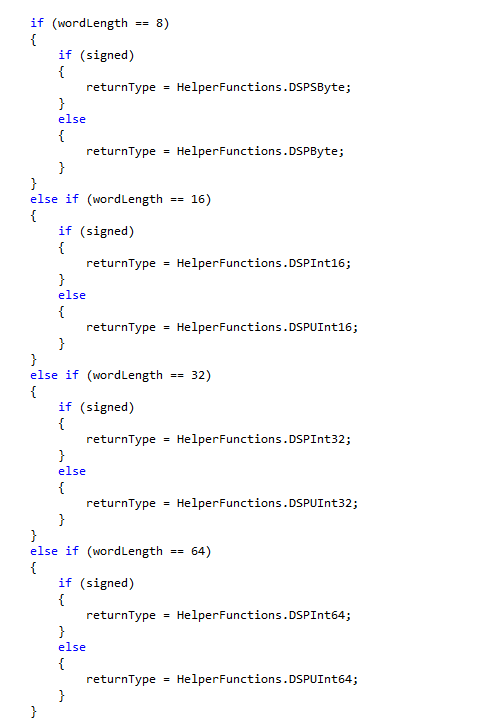 if (wordLength == 8)
{
    if (signed)
    {
        returnType = HelperFunctions.DSPSByte;
    }
    else
    {
        returnType = HelperFunctions.DSPByte;
    }
}
else if (wordLength == 16)
{
    if (signed)
    {
        returnType = HelperFunctions.DSPInt16;
    }
    else
    {
        returnType = HelperFunctions.DSPUInt16;
    }
}
else if (wordLength == 32)
{
    if (signed)
    {
        returnType = HelperFunctions.DSPInt32;
    }
    else
    {
        returnType = HelperFunctions.DSPUInt32;
    }
}
else if (wordLength == 64)
{
    if (signed)
    {
        returnType = HelperFunctions.DSPInt64;
    }
    else
    {
        returnType = HelperFunctions.DSPUInt64;
    }
}